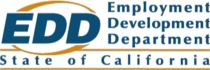 EDD
Employment
Development
Department
State of California